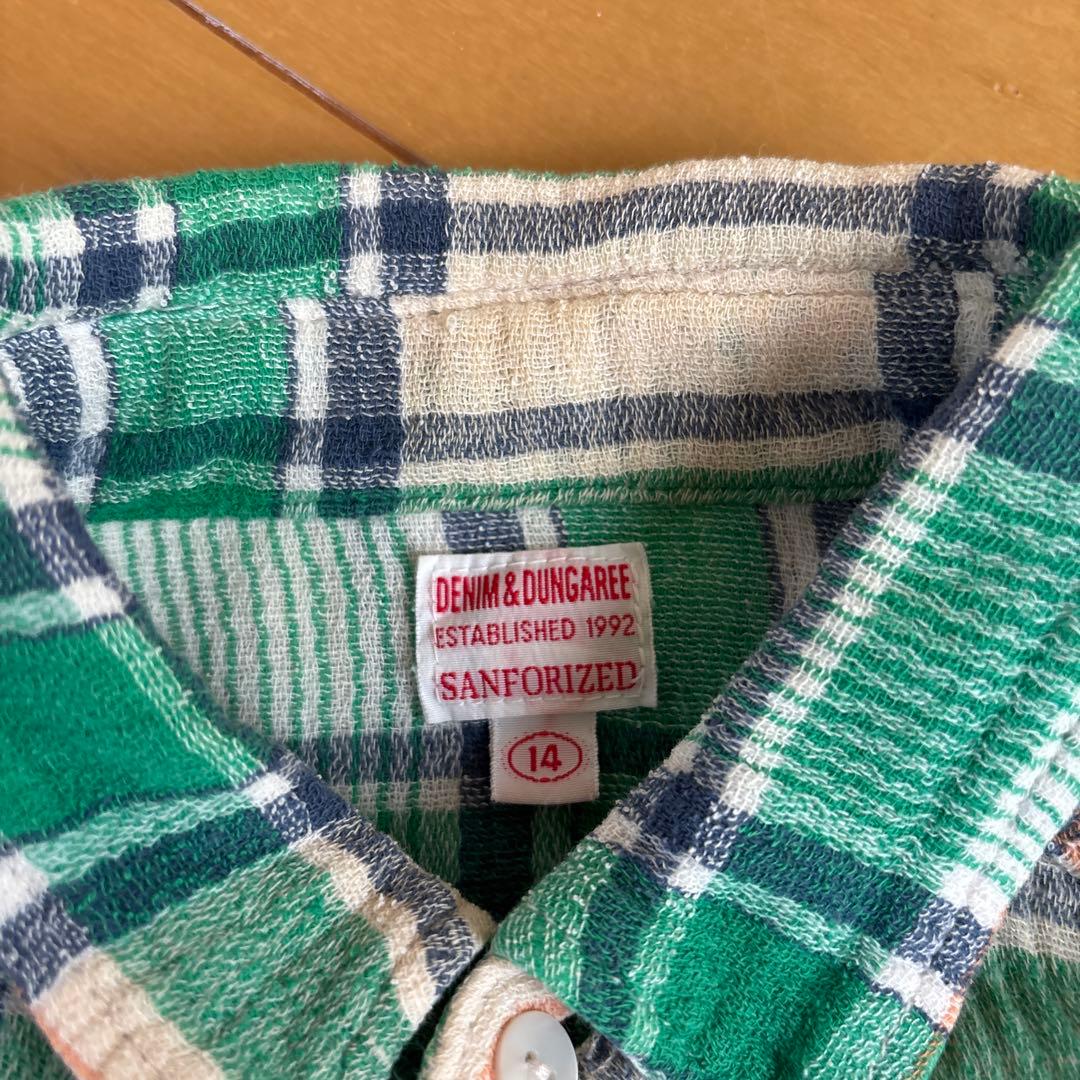 DENIM & DUNGAREE
ESTABLISHED 1992
SANFORIZED
14